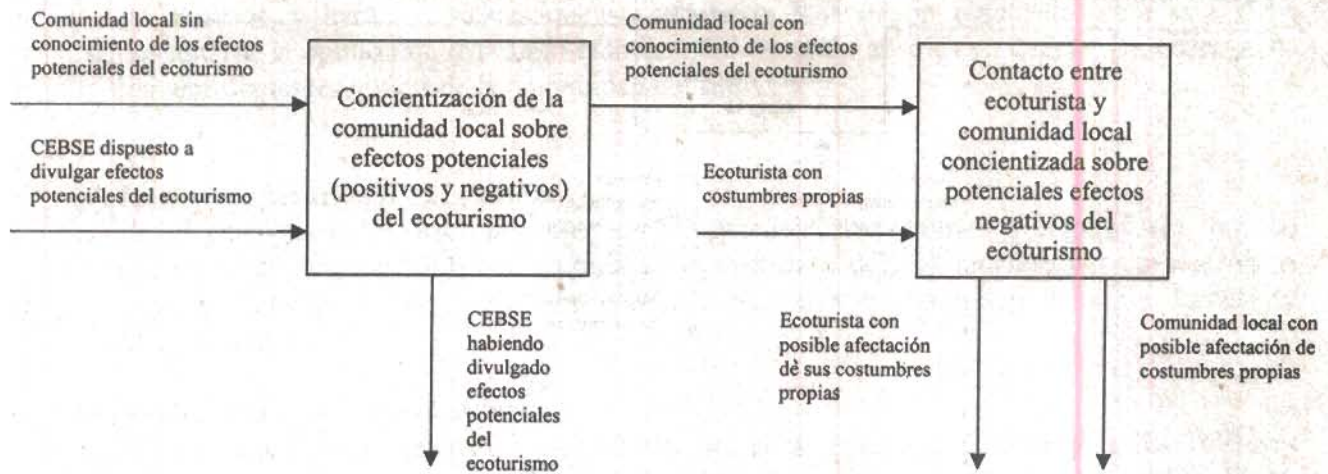 Comunidad local sin
conocimiento de los efectos
potenciales del ecoturismo
CEBSE dispuesto a
divulgar efectos
potenciales del ecoturismo
Concientización de la
comunidad local sobre
efectos potenciales
(positivos y negativos)
del ecoturismo
Comunidad local con
conocimiento de los efectos
potenciales del ecoturismo
Ecoturista con
costumbres propias
Contacto entre
ecoturista y
comunidad local
concientizada sobre
potenciales efectos
negativos del
ecoturismo
CEBSE
habiendo
divulgado
efectos
potenciales
del
ecoturismo
Ecoturista con
posible afectación
de sus costumbres
propias
Comunidad local con
posible afectación de
costumbres propias